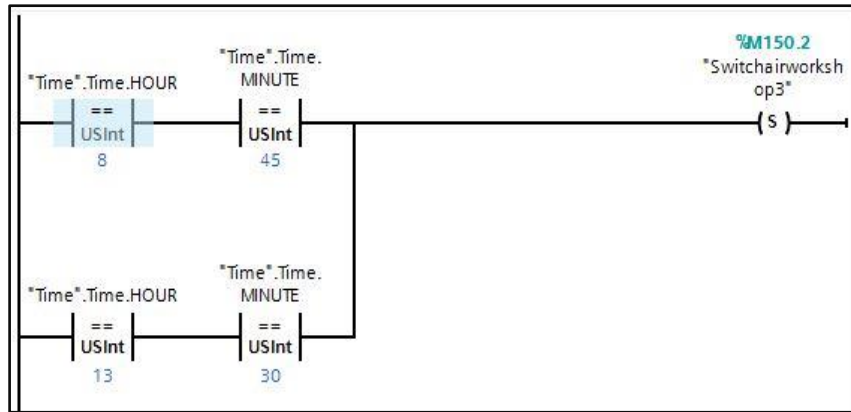 %M150.2
"Switchairworksh
op3"
"Time".Time.HOUR
"Time".Time.
MINUTE
==
USInt
8
==
USInt
45
( S )
"Time".Time.HOUR
"Time".Time.
MINUTE
==
USInt
13
==
USInt
30